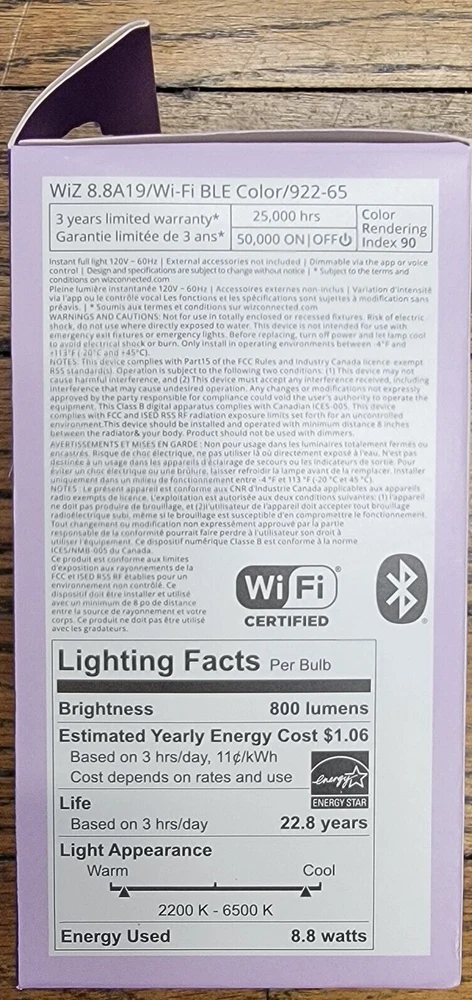 WiZ 8.8A19/Wi-Fi BLE Color/922-65
3 years limited warranty*
Garantie limitée de 3 ans*
25,000 hrs
50,000 ON|OFF
Color
Rendering
Index 90
Instant full light 120V ~ 60Hz | External accessories not included | Dimmable via the app or voice
control | Design and specifications are subject to change without notice | * Subject to the terms and
conditions on wizconnected.com
Pleine lumière instantanée 120V ~ 60Hz | Accessoires externes non-inclus | Variation d'intensité
via l'app ou le contrôle vocal Les fonctions et les spécifications sont sujettes à modification sans
préavis. | * Soumis aux termes et conditions sur wizconnected.com
WARNINGS AND CAUTIONS: Not for use in totally enclosed or recessed fixtures. Risk of electric
shock, do not use where directly exposed to water. This device is not intended for use with
emergency exit fixtures or emergency lights. Before replacing, turn off power and let lamp cool
to avoid electrical shock or burn. Only install in operating environments between -4°F and
+113°F (-20°C and +45°C).
NOTES: This device complies with Part15 of the FCC Rules and Industry Canada licence-exempt
RSS standard(s). Operation is subject to the following two conditions: (1) This device may not
cause harmful interference, and (2) This device must accept any interference received, including
interference that may cause undesired operation. Any changes or modifications not expressly
approved by the party responsible for compliance could void the user's authority to operate the
equipment. This Class B digital apparatus complies with Canadian ICES-005. This device
complies with FCC and ISED RSS RF radiation exposure limits set forth for an uncontrolled
environment.This device should be installed and operated with minimum distance 8 inches
between the radiator& your body. Product should not be used with dimmers.
AVERTISSEMENTS ET MISES EN GARDE : Non pour usage dans les luminaires totalement fermés ou
encastrés. Risque de choc électrique, ne pas utiliser là où directement exposé à l'eau. N'est pas
destinée à un usage dans les appareils d'éclairage de secours ou les indicateurs de sortie. Pour
éviter un choc électrique ou une brûlure, laisser refroidir la lampe avant de la remplacer. Installer
uniquement dans un milieu de fonctionnement entre -4 °F et 113 °F (-20 °C et 45 °C).
NOTES : Le présent appareil est conforme aux CNR d'Industrie Canada applicables aux appareils
radio exempts de licence. L'exploitation est autorisée aux deux conditions suivantes: (1) l'appareil
ne doit pas produire de brouillage, et (2)l'utilisateur de l'appareil doit accepter tout brouillage
radioélectrique subi, même si le brouillage est susceptible d'en compromettre le fonctionnement.
Tout changement ou modification non expressément approuvé par la partie
responsable de la conformité pourrait faire perdre à l'utilisateur son droit à
utiliser l'équipement. Ce dispositif numérique Classe B est conforme à la norme
ICES/NMB-005 du Canada.
Ce produit est conforme aux limites
d'exposition aux rayonnements de la
FCC et ISED RSS RF établies pour un
environnement non contrôlé. Ce
dispositif doit être installer et utilisé
avec un minimum de 8 po de distance
entre la source de rayonnement et votre
corps. Ce produit ne doit pas être utilisé
avec les gradateurs.
Wi Fi®
CERTIFIED
Lighting Facts Per Bulb
Brightness 800 lumens
Estimated Yearly Energy Cost $1.06
Based on 3 hrs/day, 11¢/kWh
Cost depends on rates and use
energy
ENERGY STAR
Life
Based on 3 hrs/day 22.8 years
Light Appearance
Warm Cool
2200 K - 6500 K
Energy Used 8.8 watts